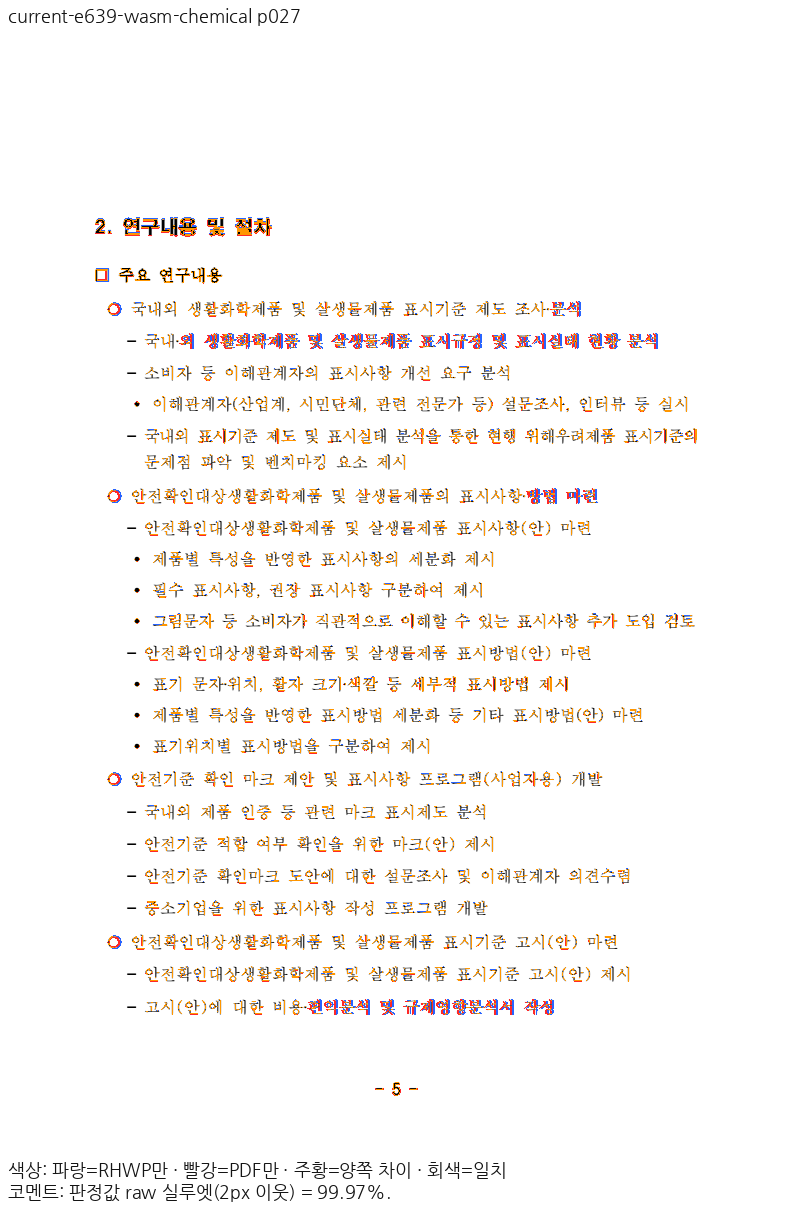 current-e639-wasm-chemical p027
2. 연구내용 및 절차
□ 주요 연구내용
○ 국내외 생활화학제품 및 살생물제품 표시기준 제도 조사·분석
- 국내·외 생활화학제품 및 살생물제품 표시규정 및 표시실태 현황 분석
- 소비자 등 이해관계자의 표시사항 개선 요구 분석
• 이해관계자(산업계, 시민단체, 관련 전문가 등) 설문조사, 인터뷰 등 실시
- 국내외 표시기준 제도 및 표시실태 분석을 통한 현행 위해우려제품 표시기준의
문제점 파악 및 벤치마킹 요소 제시
○ 안전확인대상생활화학제품 및 살생물제품의 표시사항·방법 마련
- 안전확인대상생활화학제품 및 살생물제품 표시사항(안) 마련
• 제품별 특성을 반영한 표시사항의 세분화 제시
• 필수 표시사항, 권장 표시사항 구분하여 제시
• 그림문자 등 소비자가 직관적으로 이해할 수 있는 표시사항 추가 도입 검토
- 안전확인대상생활화학제품 및 살생물제품 표시방법(안) 마련
• 표기 문자·위치, 활자 크기·색깔 등 세부적 표시방법 제시
• 제품별 특성을 반영한 표시방법 세분화 등 기타 표시방법(안) 마련
• 표기위치별 표시방법을 구분하여 제시
○ 안전기준 확인 마크 제안 및 표시사항 프로그램(사업자용) 개발
- 국내외 제품 인증 등 관련 마크 표시제도 분석
- 안전기준 적합 여부 확인을 위한 마크(안) 제시
- 안전기준 확인마크 도안에 대한 설문조사 및 이해관계자 의견수렴
- 중소기업을 위한 표시사항 작성 프로그램 개발
○ 안전확인대상생활화학제품 및 살생물제품 표시기준 고시(안) 마련
- 안전확인대상생활화학제품 및 살생물제품 표시기준 고시(안) 제시
- 고시(안)에 대한 비용·편익분석 및 규제영향분석서 작성
- 5 -
색상: 파랑=RHWP만 · 빨강=PDF만 · 주황=양쪽 차이 · 회색=일치
코멘트: 판정값 raw 실루엣(2px 이웃) = 99.97%.